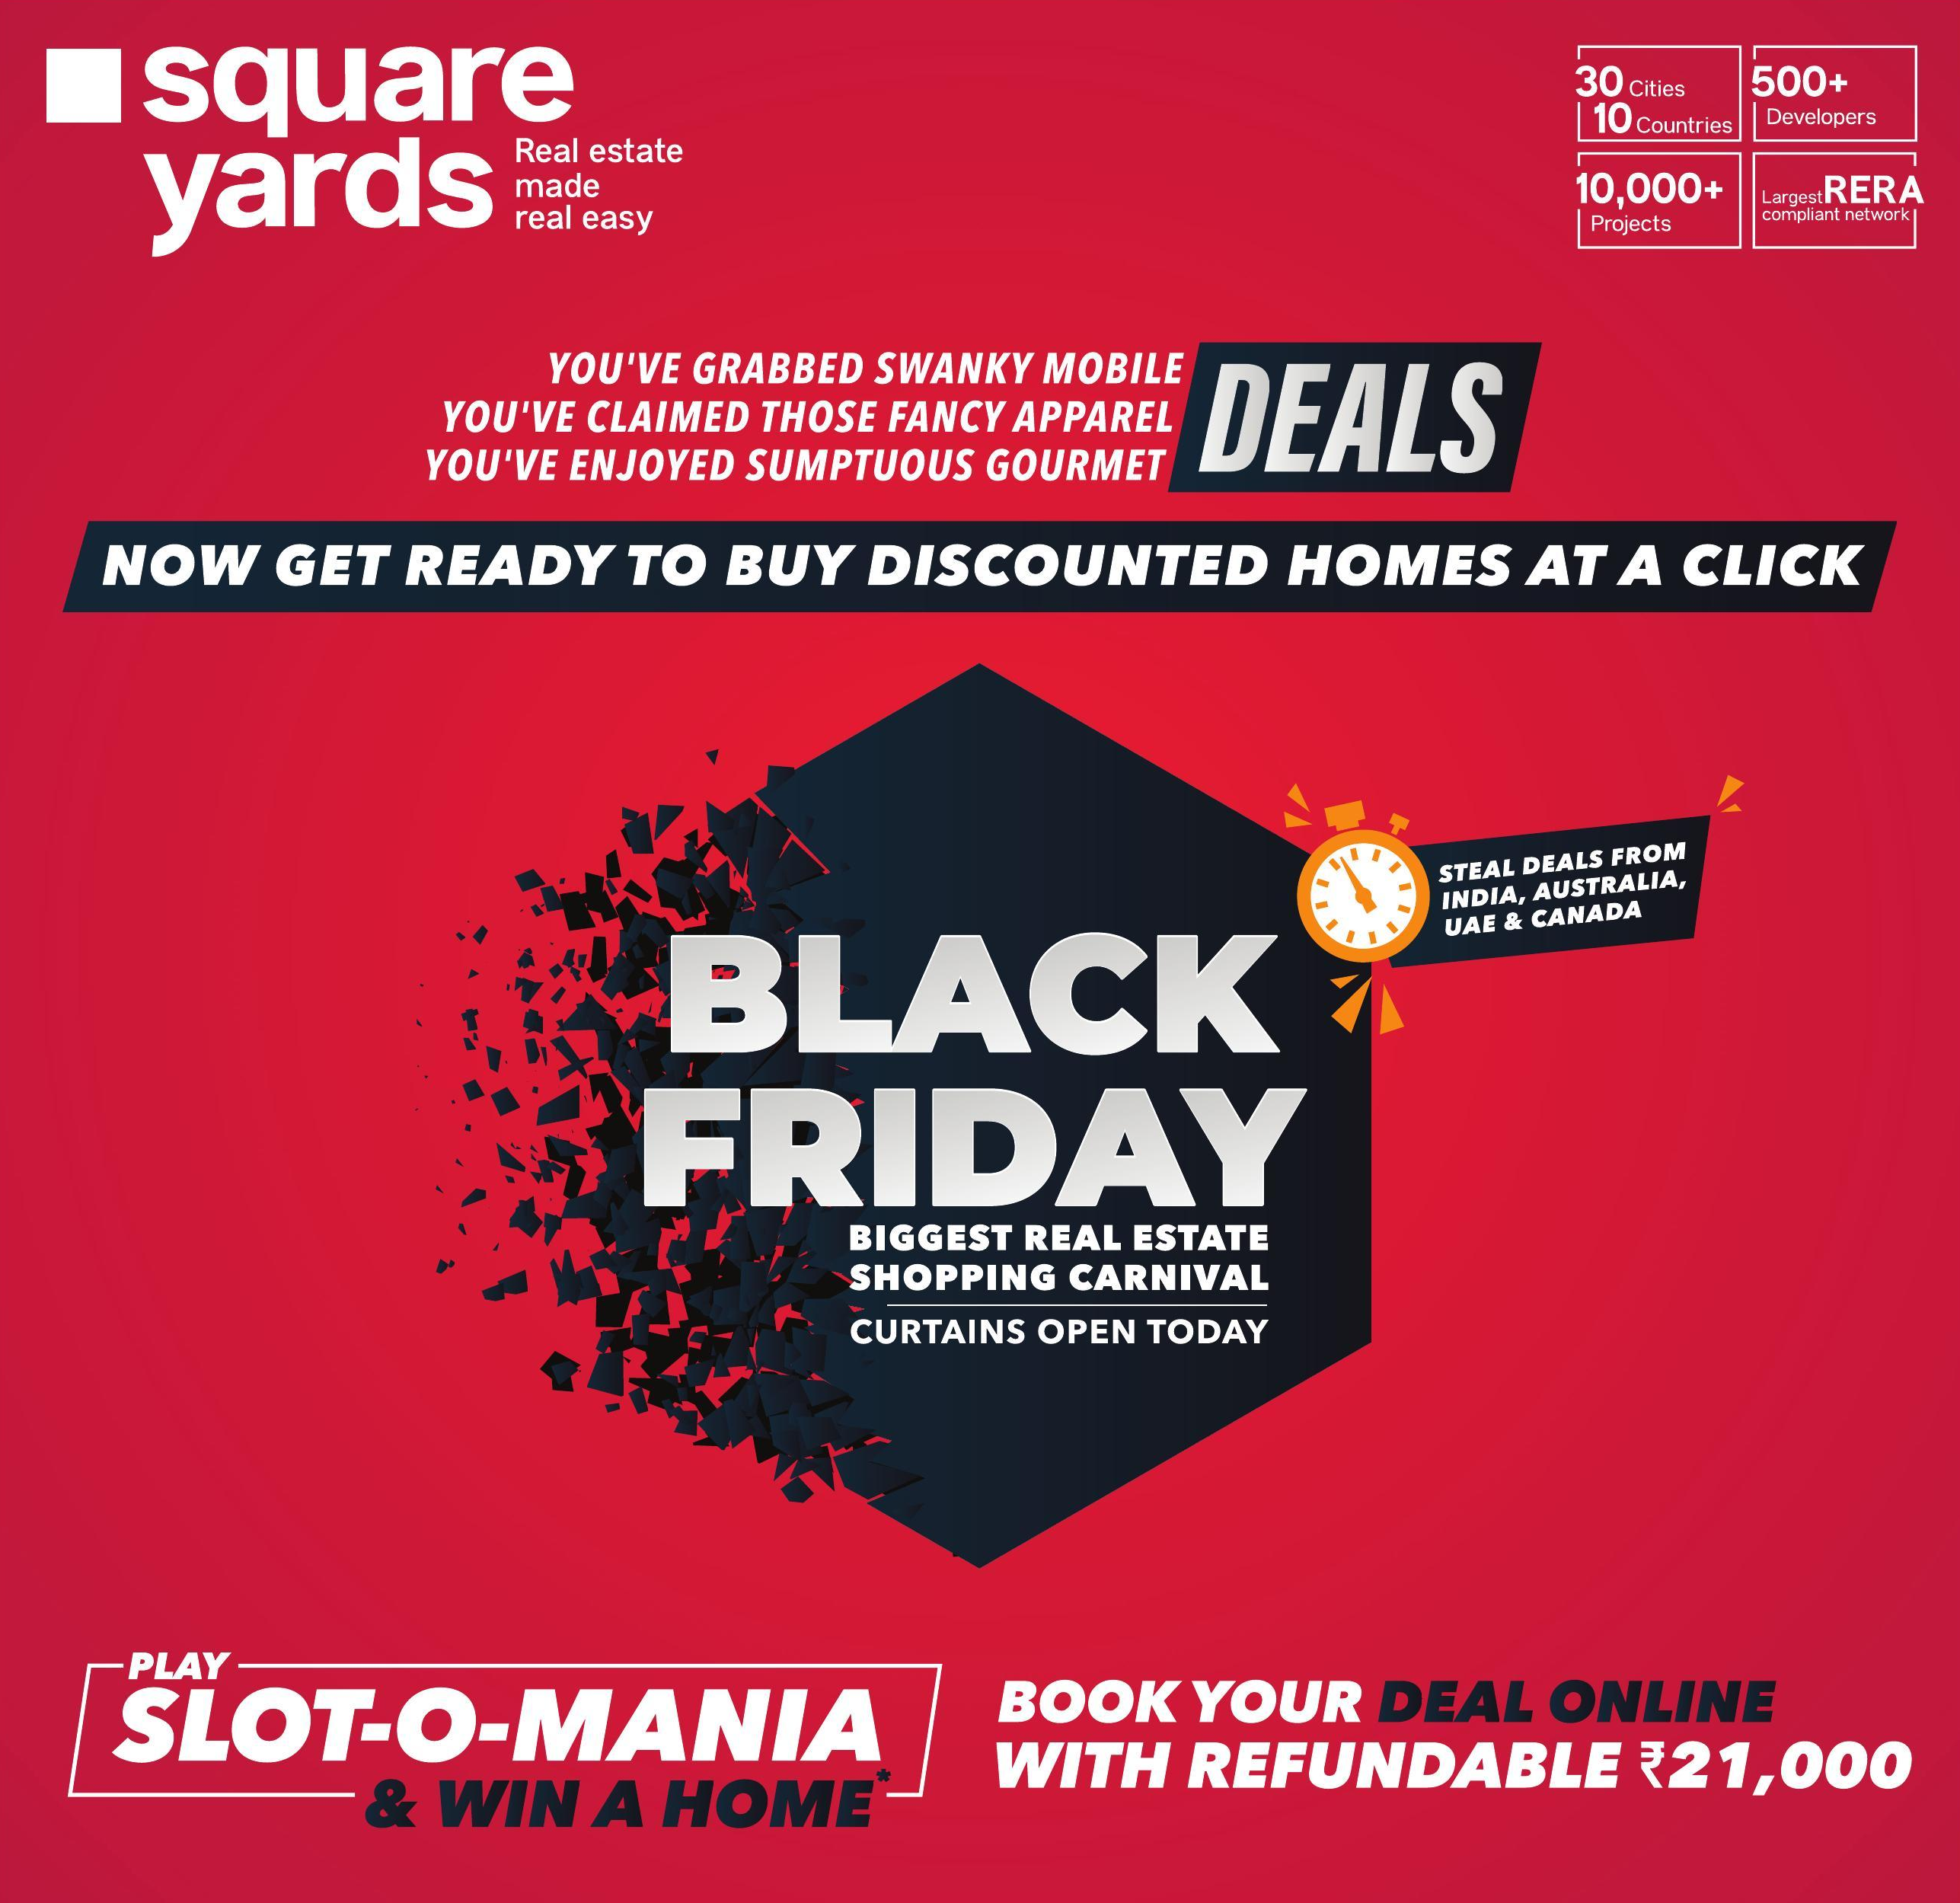 square
yards
Real estate
made
real easy
30 Cities
10 Countries
500+
Developers
10,000+
Projects
Largest RERA
compliant network
YOU'VE GRABBED SWANKY MOBILE
YOU'VE CLAIMED THOSE FANCY APPAREL
YOU'VE ENJOYED SUMPTUOUS GOURMET
DEALS
NOW GET READY TO BUY DISCOUNTED HOMES AT A CLICK
STEAL DEALS FROM
INDIA, AUSTRALIA,
UAE & CANADA
BLACK
FRIDAY
BIGGEST REAL ESTATE
SHOPPING CARNIVAL
CURTAINS OPEN TODAY
PLAY
SLOT-O-MANIA
& WIN A HOME*
BOOK YOUR DEAL ONLINE
WITH REFUNDABLE ₹21,000